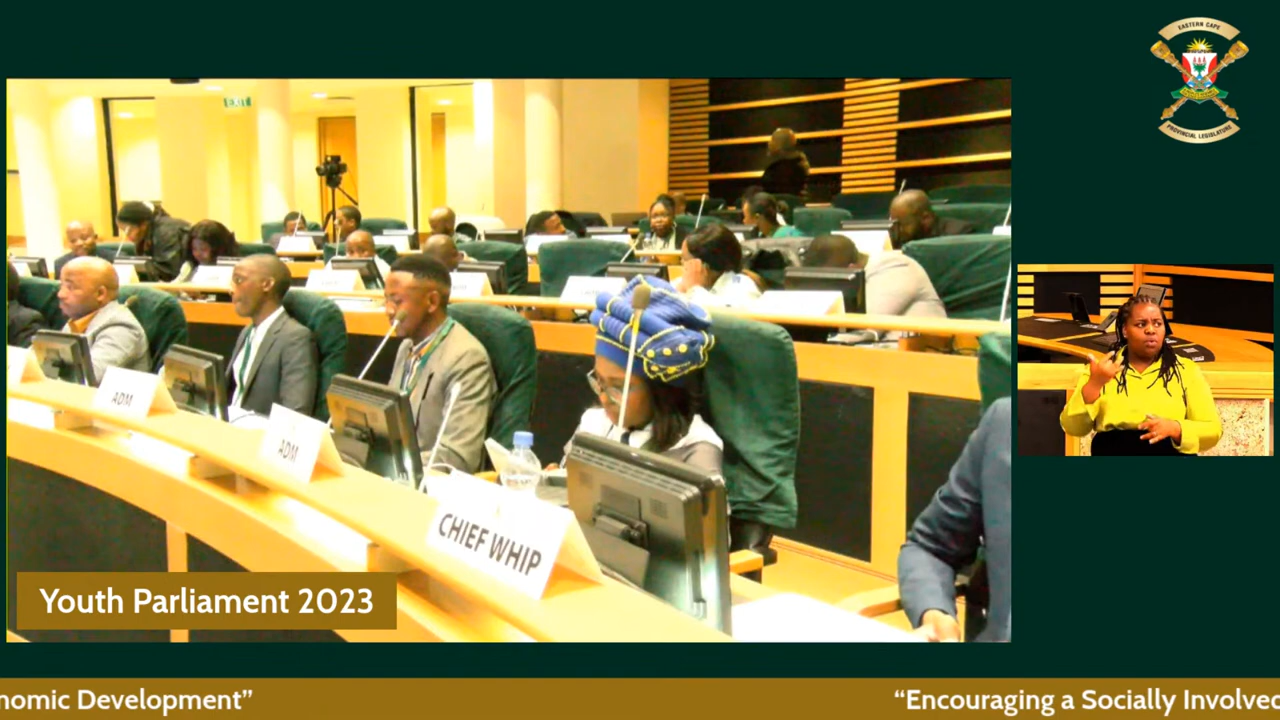 EASTERN CAPE
PROVINCIAL LEGISLATURE
EXIT
ADM
ADM
CHIEF WHIP
Youth Parliament 2023
nomic Development”
“Encouraging a Socially Involved